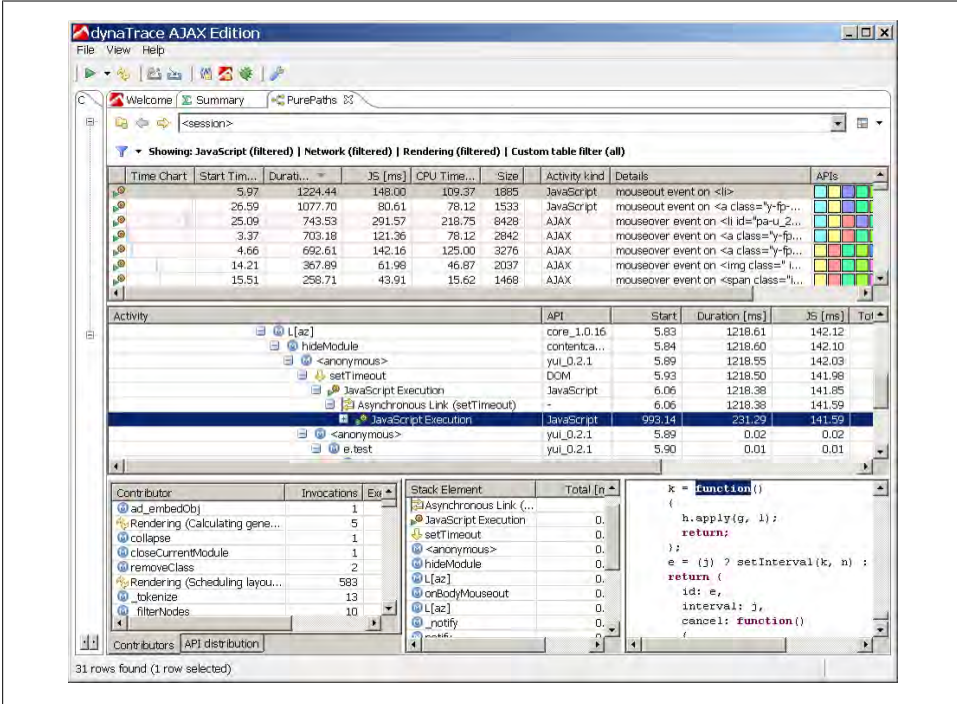 dynaTrace AJAX Edition
File View Help
C Welcome Σ Summary PurePaths
<session>
Showing: JavaScript (filtered) | Network (filtered) | Rendering (filtered) | Custom table filter (all)
Time Chart Start Tim... Durati... JS [ms] CPU Time... Size Activity kind Details APIs
5.97 1224.44 148.00 109.37 1885 JavaScript mouseout event on <li>
26.59 1077.70 80.61 78.12 1533 JavaScript mouseout event on <a class="y-fp-...
25.09 743.53 291.57 218.75 8428 AJAX mouseover event on <li id="pa-u_2...
3.37 703.18 121.36 78.12 2842 AJAX mouseover event on <a class="y-fp...
4.66 692.61 142.16 125.00 3276 AJAX mouseover event on <a class="y-fp...
14.21 367.89 61.98 46.87 2037 AJAX mouseover event on <img class=" i...
15.51 258.71 43.91 15.62 1468 AJAX mouseover event on <span class="i...
Activity API Start Duration [ms] JS [ms] Tot
L[az] core_1.0.16 5.83 1218.61 142.12
hideModule contentca... 5.84 1218.60 142.10
<anonymous> yui_0.2.1 5.89 1218.55 142.03
setTimeout DOM 5.93 1218.50 141.98
JavaScript Execution JavaScript 6.06 1218.38 141.85
Asynchronous Link (setTimeout) - 6.06 1218.38 141.59
JavaScript Execution JavaScript 993.14 231.29 141.59
<anonymous> yui_0.2.1 5.89 0.02 0.02
e.test yui_0.2.1 5.90 0.01 0.01
Contributor Invocations Exe
ad_embedObj 1
Rendering (Calculating gene... 5
collapse 1
closeCurrentModule 1
removeClass 2
Rendering (Scheduling layou... 583
_tokenize 13
_filterNodes 10
Contributors API distribution
Stack Element Total [m
Asynchronous Link (...
JavaScript Execution 0.
setTimeout 0.
<anonymous> 0.
hideModule 0.
L[az] 0.
onBodyMouseout 0.
L[az] 0.
_notify 0.
k = function()
{
h.apply(g, l);
return;
};
e = (j) ? setInterval(k, n) :
return {
id: e,
interval: j,
cancel: function()
{
31 rows found (1 row selected)